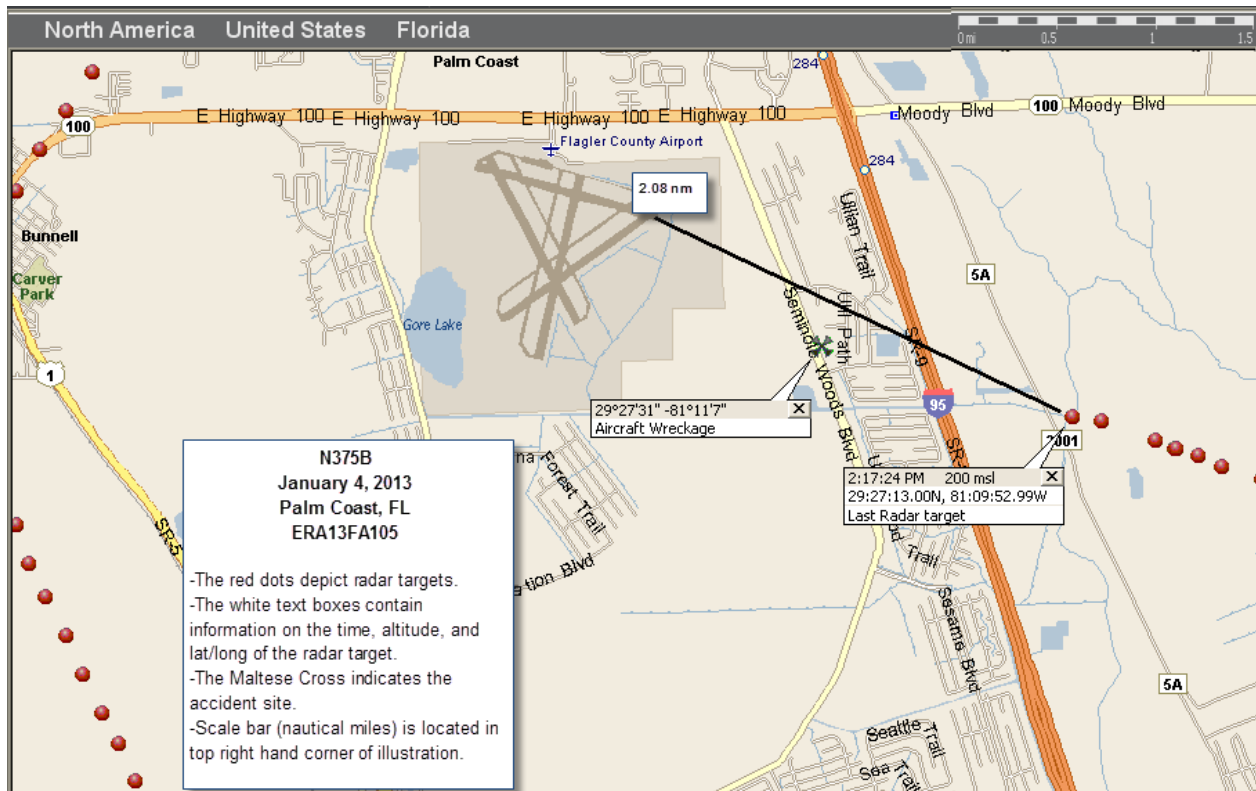 North America United States Florida
0 mi 0.5 1 1.5
Palm Coast
284
E Highway 100 E Highway 100 E Highway 100 E Highway 100
100 Moody Blvd
Moody Blvd
100
Flagler County Airport
284
2.08 nm
Ulian Trail
Bunnell
Carver
Park
5A
Gore Lake
Seminole Woods Blvd
Path
SR-9
1
95
29°27'31" -81°11'7"
Aircraft Wreckage
2001
2:17:24 PM 200 msl
29:27:13.00N, 81:09:52.99W
Last Radar target
Forest Trail
SR-5
Trail
Blvd
Sesame Blvd
5A
Seattle Trail
Sea Trail
N375B
January 4, 2013
Palm Coast, FL
ERA13FA105
-The red dots depict radar targets.
-The white text boxes contain
information on the time, altitude, and
lat/long of the radar target.
-The Maltese Cross indicates the
accident site.
-Scale bar (nautical miles) is located in
top right hand corner of illustration.